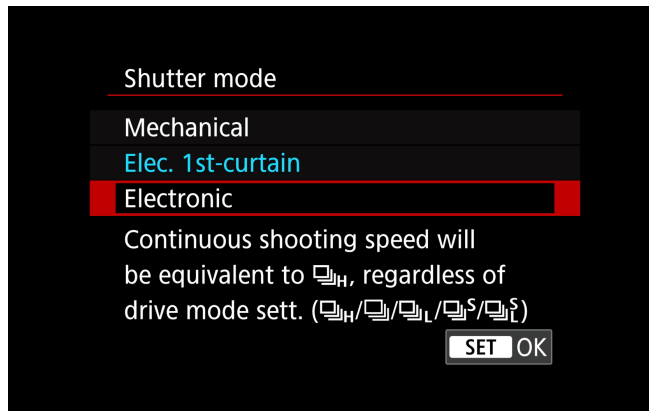 Shutter mode
Mechanical
Elec. 1st-curtain
Electronic
Continuous shooting speed will
be equivalent to H, regardless of
drive mode sett. (H/ / L/ S/ S L)
SET OK